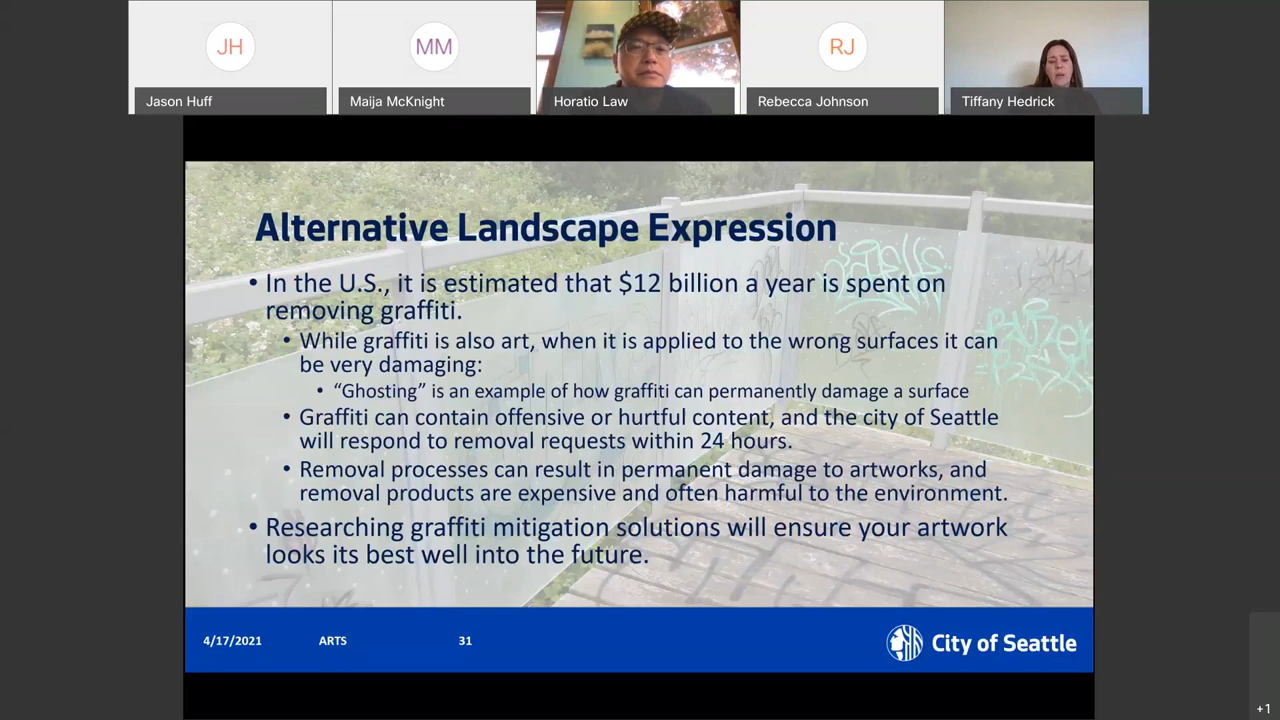 JH
MM
RJ
Jason Huff
Maija McKnight
Horatio Law
Rebecca Johnson
Tiffany Hedrick
Alternative Landscape Expression
• In the U.S., it is estimated that $12 billion a year is spent on
removing graffiti.
• While graffiti is also art, when it is applied to the wrong surfaces it can
be very damaging:
• “Ghosting” is an example of how graffiti can permanently damage a surface
• Graffiti can contain offensive or hurtful content, and the city of Seattle
will respond to removal requests within 24 hours.
• Removal processes can result in permanent damage to artworks, and
removal products are expensive and often harmful to the environment.
• Researching graffiti mitigation solutions will ensure your artwork
looks its best well into the future.
4/17/2021 ARTS 31
City of Seattle
+1